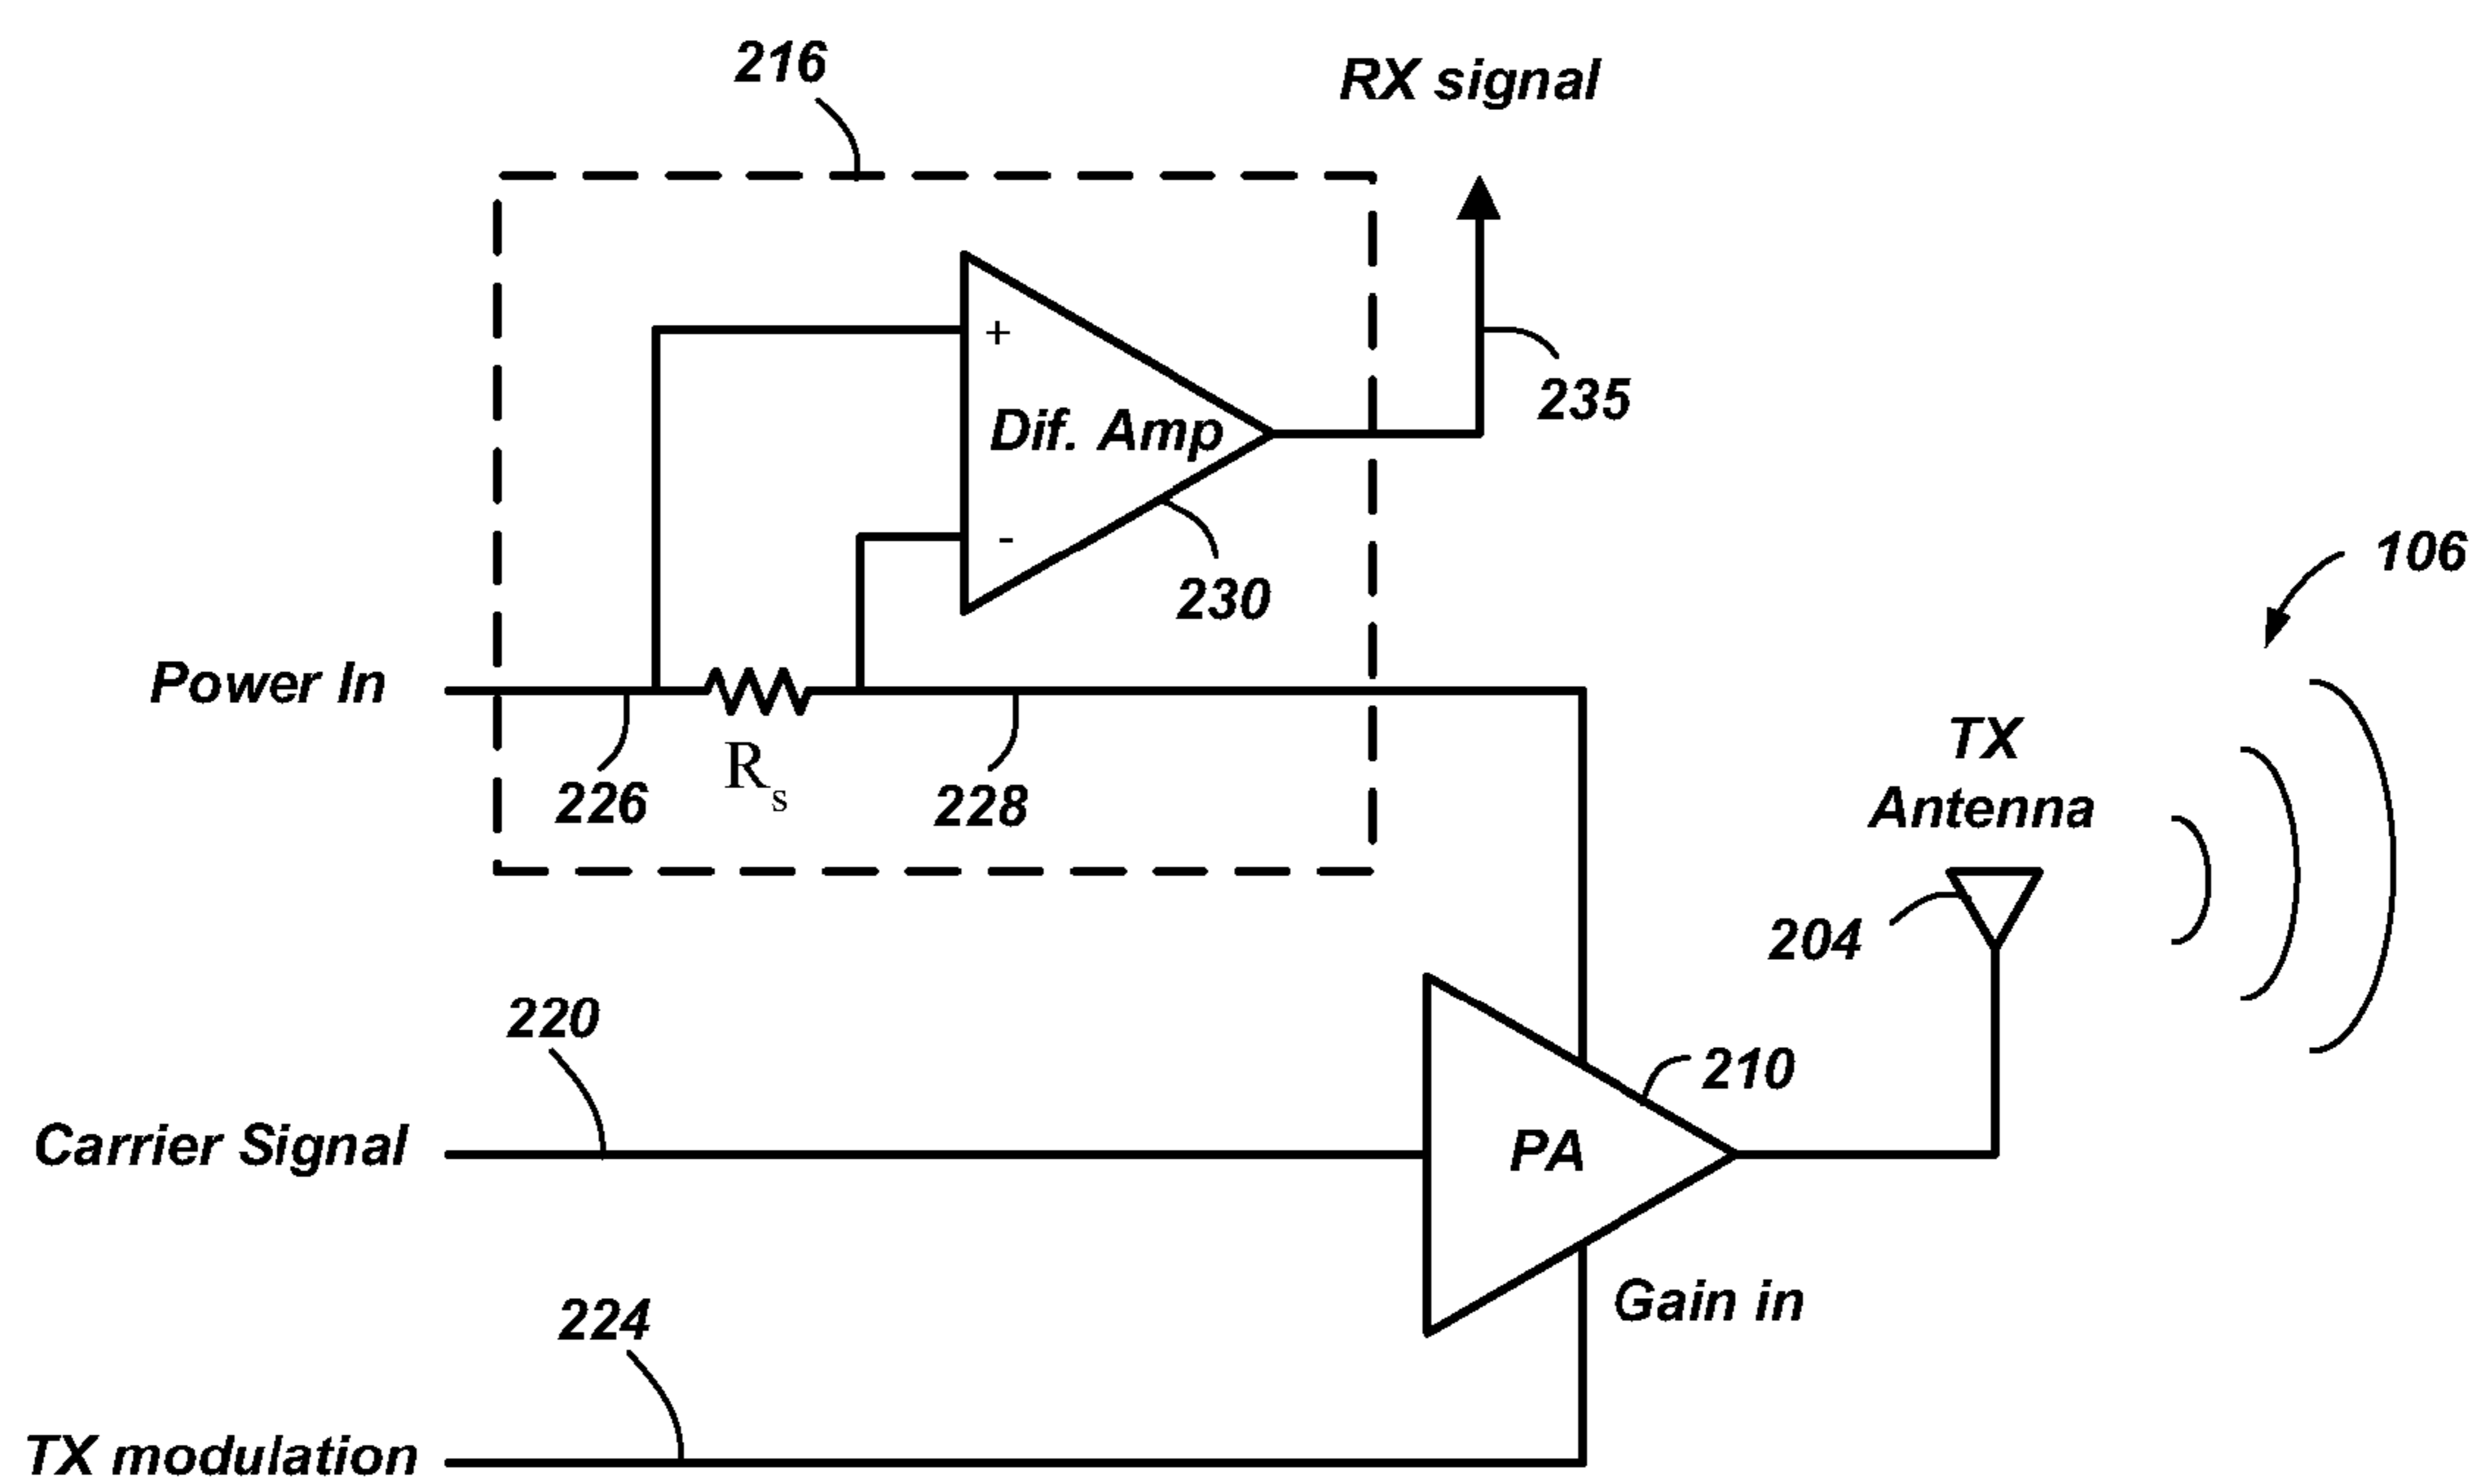 216
RX signal
+
Dif. Amp
235
-
230
106
Power In
226
R
s
228
TX
Antenna
204
220
210
Carrier Signal
PA
Gain in
224
TX modulation